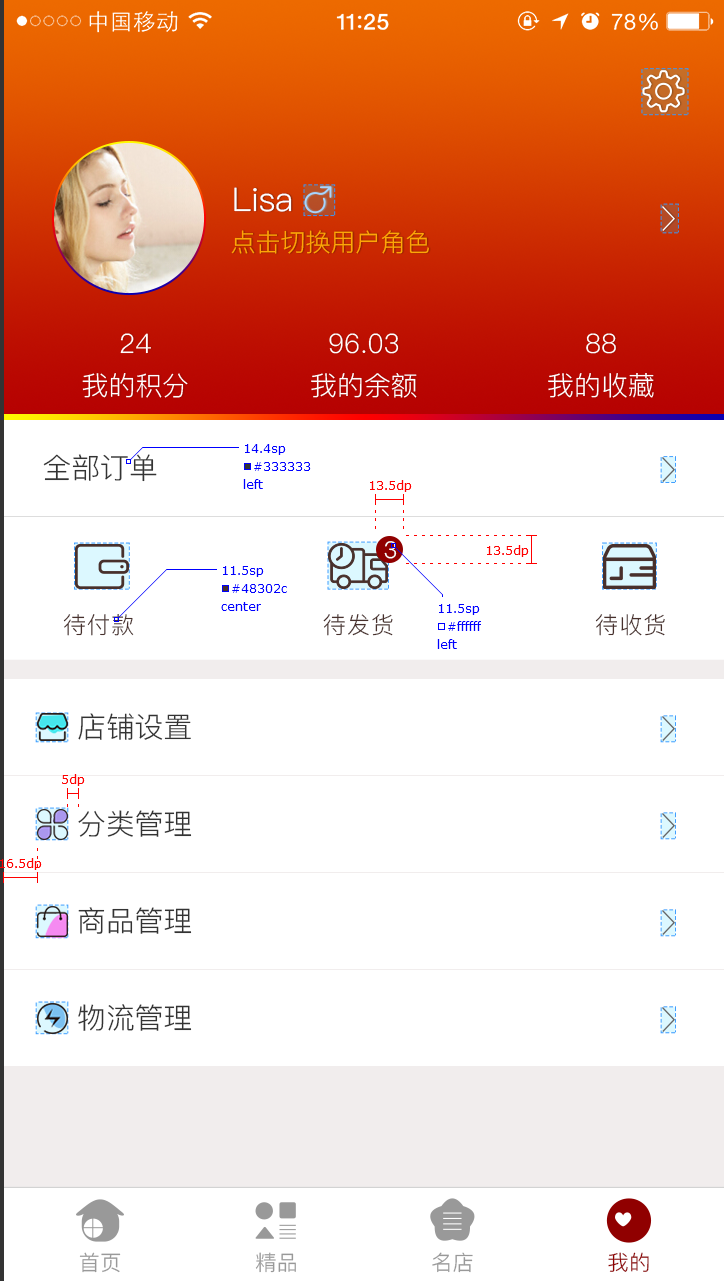 中国移动 11:25 78%
Lisa
点击切换用户角色
24 96.03 88
我的积分 我的余额 我的收藏
全部订单
14.4sp
#333333
left
13.5dp
3
13.5dp
11.5sp
#48302c
center
11.5sp
#ffffff
left
待付款 待发货 待收货
店铺设置
5dp
分类管理
16.5dp
商品管理
物流管理
首页 精品 名店 我的